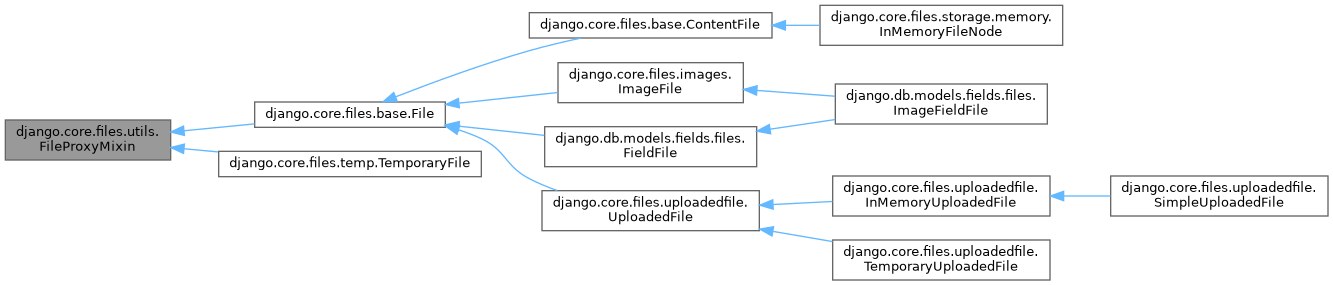 django.core.files.utils.
FileProxyMixin
django.core.files.base.File
django.core.files.temp.TemporaryFile
django.core.files.base.ContentFile
django.core.files.images.
ImageFile
django.db.models.fields.files.
FieldFile
django.core.files.uploadedfile.
UploadedFile
django.core.files.storage.memory.
InMemoryFileNode
django.db.models.fields.files.
ImageFieldFile
django.core.files.uploadedfile.
InMemoryUploadedFile
django.core.files.uploadedfile.
TemporaryUploadedFile
django.core.files.uploadedfile.
SimpleUploadedFile